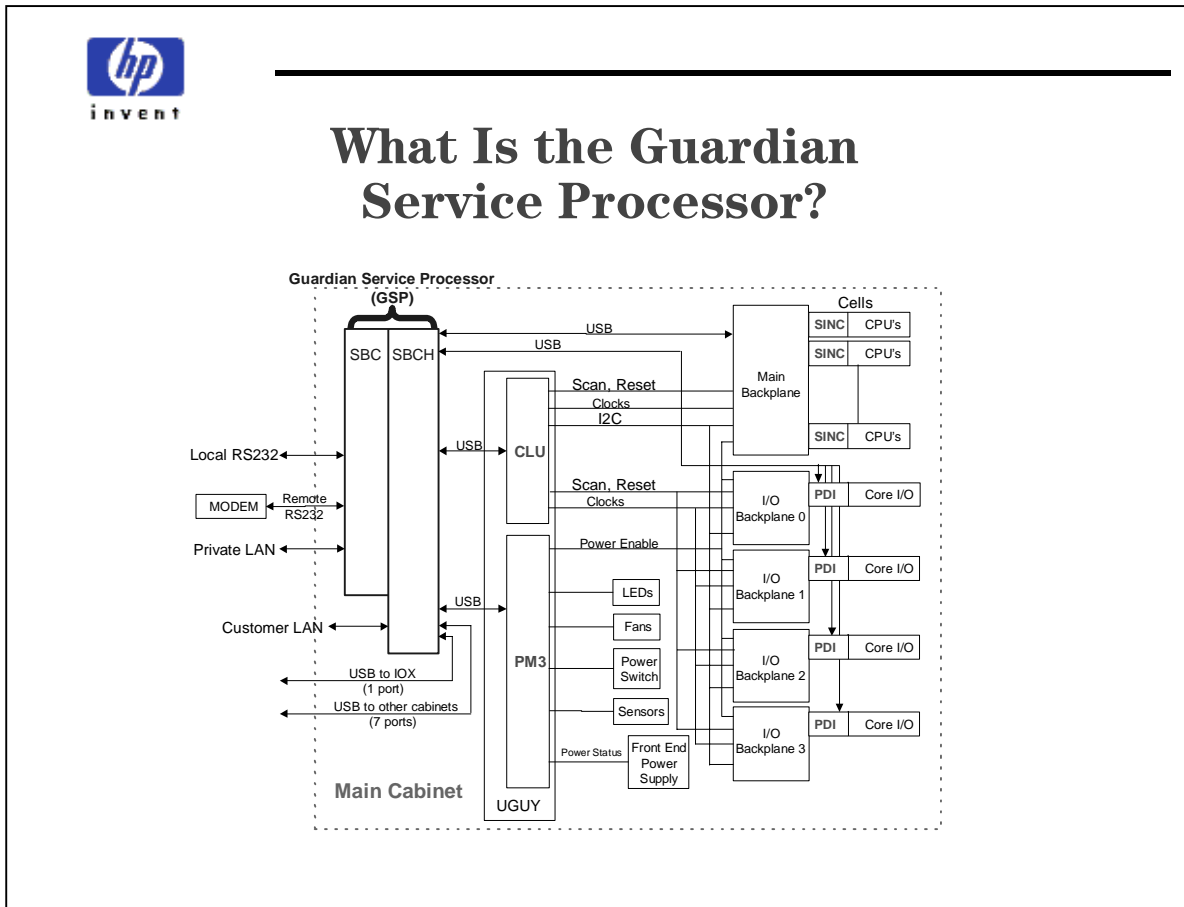 hp
invent
What Is the Guardian
Service Processor?
Guardian Service Processor
(GSP)
SBC
SBCH
Local RS232
MODEM
Remote
RS232
Private LAN
Customer LAN
USB to IOX
(1 port)
USB to other cabinets
(7 ports)
Main Cabinet
USB
USB
USB
USB
CLU
PM3
UGUY
Scan, Reset
Clocks
I2C
Scan, Reset
Clocks
Power Enable
LEDs
Fans
Power
Switch
Sensors
Power Status
Front End
Power
Supply
Main
Backplane
Cells
SINC CPU's
SINC CPU's
SINC CPU's
I/O
Backplane 0
PDI Core I/O
I/O
Backplane 1
PDI Core I/O
I/O
Backplane 2
PDI Core I/O
I/O
Backplane 3
PDI Core I/O